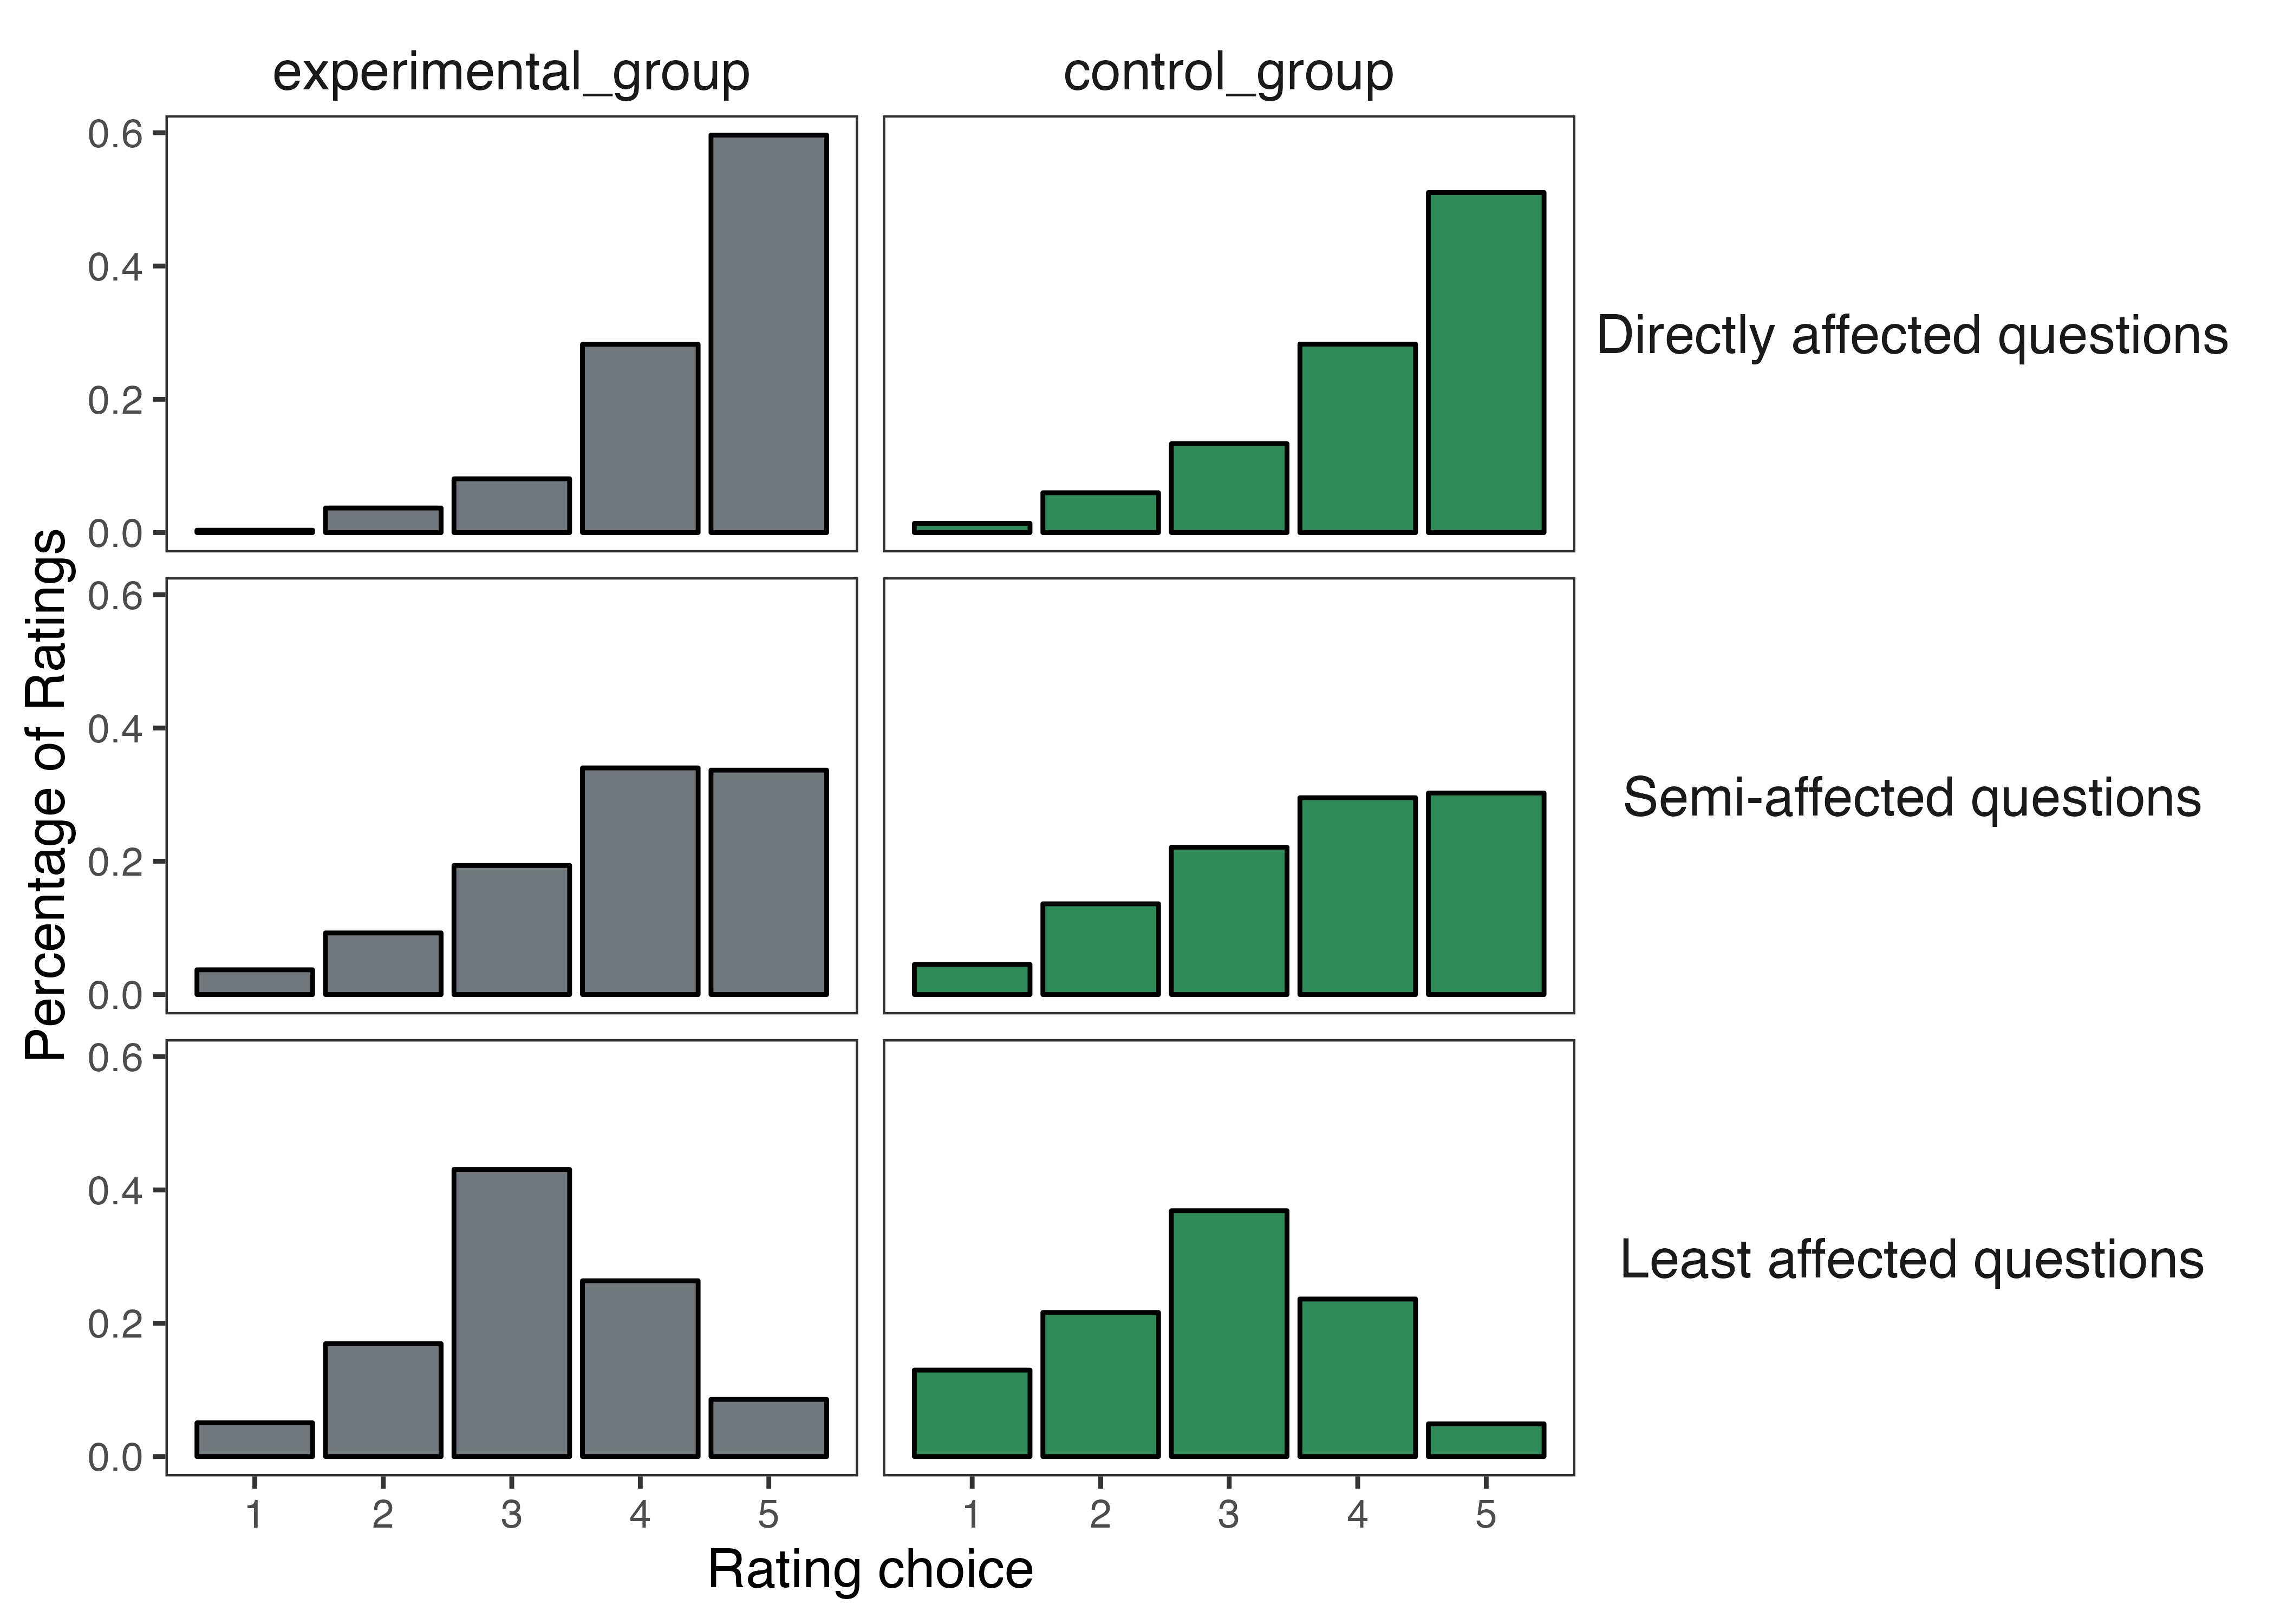 experimental_group
control_group
0.6
0.4
0.2
0.0
Directly affected questions
0.6
0.4
0.2
0.0
Semi-affected questions
0.6
0.4
0.2
0.0
Least affected questions
Percentage of Ratings
1 2 3 4 5
1 2 3 4 5
Rating choice